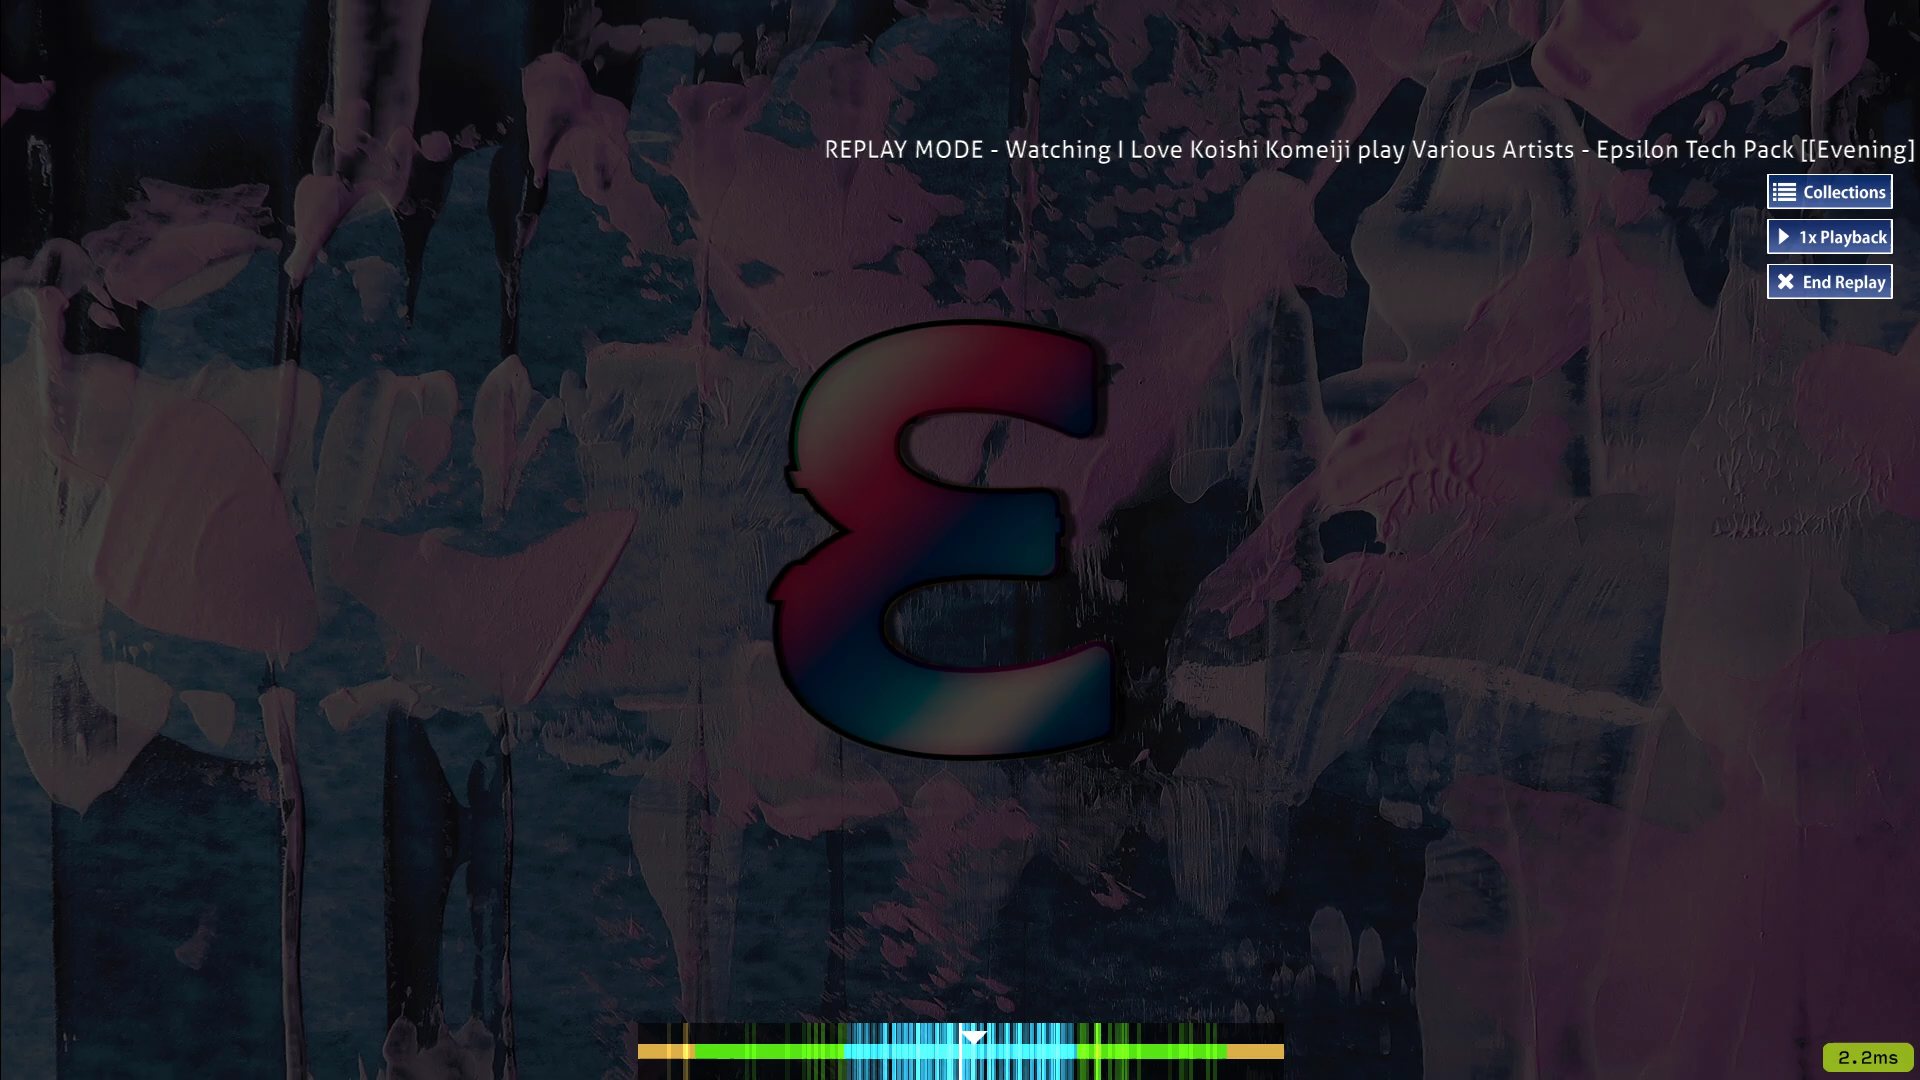 REPLAY MODE - Watching I Love Koishi Komeiji play Various Artists - Epsilon Tech Pack [[Evening]
Collections
1x Playback
End Replay
ε
2.2ms